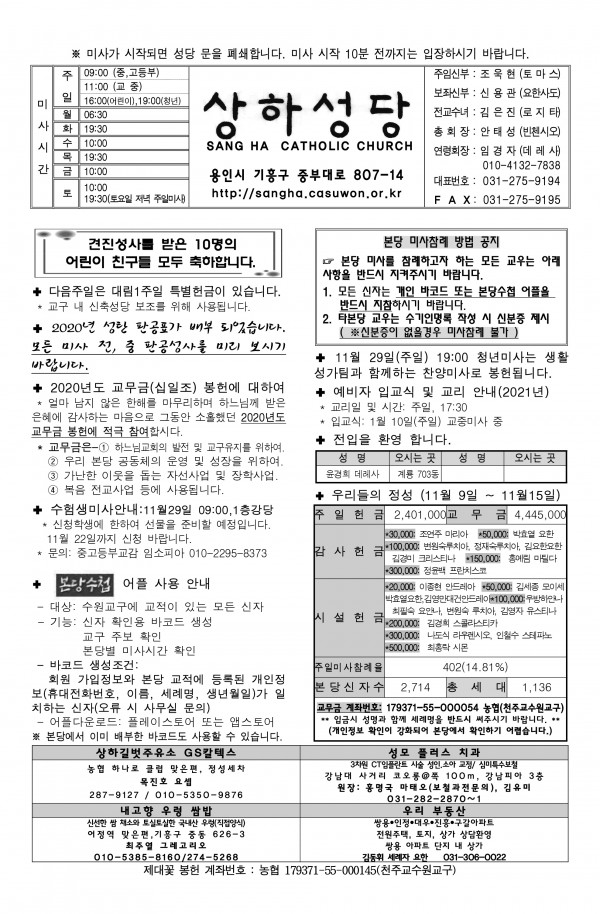 ※ 미사가 시작되면 성당 문을 폐쇄합니다. 미사 시작 10분 전까지는 입장하시기 바랍니다.
미사시간
주일 09:00 (중,고등부)
11:00 (교 중)
16:00(어린이),19:00(청년)
월 06:30
화 19:30
수 10:00
목 19:30
금 10:00
토 10:00
19:30(토요일 저녁 주일미사)
상하성당
SANG HA CATHOLIC CHURCH
용인시 기흥구 중부대로 807-14
http://sangha.casuwon.or.kr
주임신부 : 조 욱 현 (토 마 스)
보좌신부 : 신 용 관 (요한사도)
전교수녀 : 김 은 진 (로 지 타)
총 회 장 : 안 태 성 (빈첸시오)
연령회장 : 임 경 자 (데 레 사)
010-4132-7838
대표번호 : 031-275-9194
F A X : 031-275-9195
견진성사를 받은 10명의
어린이 친구들 모두 축하합니다.
✚ 다음주일은 대림1주일 특별헌금이 있습니다.
* 교구 내 신축성당 보조를 위해 사용됩니다.
✚ 2020년 성탄 판공표가 배부 되었습니다.
모든 미사 전, 중 판공성사를 미리 보시기
바랍니다.
✚ 2020년도 교무금(십일조) 봉헌에 대하여
* 얼마 남지 않은 한해를 마무리하며 하느님께 받은
은혜에 감사하는 마음으로 그동안 소홀했던 2020년도
교무금 봉헌에 적극 참여합시다.
* 교무금은-① 하느님교회의 발전 및 교구유지를 위하여.
② 우리 본당 공동체의 운영 및 성장을 위하여.
③ 가난한 이웃을 돕는 자선사업 및 장학사업.
④ 복음 전교사업 등에 사용됩니다.
✚ 수험생미사안내:11월29일 09:00,1층강당
* 신청학생에 한하여 선물을 준비할 예정입니다.
11월 22일까지 신청 바랍니다.
* 문의: 중고등부교감 임소피아 010-2295-8373
✚ 본당수첩 어플 사용 안내
- 대상: 수원교구에 교적이 있는 모든 신자
- 기능: 신자 확인용 바코드 생성
교구 주보 확인
본당별 미사시간 확인
- 바코드 생성조건:
회원 가입정보와 본당 교적에 등록된 개인정
보(휴대전화번호, 이름, 세례명, 생년월일)가 일
치하는 신자(오류 시 사무실 문의)
- 어플다운로드: 플레이스토어 또는 앱스토어
※ 본당에서 이미 배부한 바코드도 사용할 수 있습니다.
본당 미사참례 방법 공지
☞ 본당 미사를 참례하고자 하는 모든 교우는 아래
사항을 반드시 지켜주시기 바랍니다.
1. 모든 신자는 개인 바코드 또는 본당수첩 어플을
반드시 지참하시기 바랍니다.
2. 타본당 교우는 수기인명록 작성 시 신분증 제시
( ※신분증이 없을경우 미사참례 불가 )
✚ 11월 29일(주일) 19:00 청년미사는 생활
성가팀과 함께하는 찬양미사로 봉헌됩니다.
✚ 예비자 입교식 및 교리 안내(2021년)
* 교리일 및 시간: 주일, 17:30
* 입교식: 1월 10일(주일) 교중미사 중
✚ 전입을 환영 합니다.
성 명 오시는 곳 성 명 오시는 곳
윤경희 데레사 계룡 703동
✚ 우리들의 정성 (11월 9일 ~ 11월15일)
주 일 헌 금 2,401,000 교 무 금 4,445,000
감 사 헌 금
*30,000: 조연주 마리아 *50,000: 박효열 요한
*100,000: 변원숙루치아, 정재숙루치아, 김요한요한
김경미 크리스티나 *150,000: 홍예림 마틸다
*300,000: 정윤백 프란치스코
시 설 헌 금
*20,000: 이종현 안드레아 *50,000: 김세종 모이세
박효열요한,김영만대건안드레아*100,000:무방하안나
최필숙 요안나, 변원숙 루치아, 김영자 유스티나
*200,000: 김경희 스콜라스티카
*300,000: 나도식 라우렌시오, 인철수 스테파노
*500,000: 최홍락 시몬
주일미사참례율 402(14.81%)
본 당 신 자 수 2,714 총 세 대 1,136
교무금 계좌번호: 179371-55-000054 농협(천주교수원교구)
** 입금시 성명과 함께 세례명을 반드시 써주시기 바랍니다. **
(개인정보 확인이 강화되어 본당에서 확인하기 어렵습니다.)
상하길벗주유소 GS칼텍스
농협 하나로 클럽 맞은편, 정성세차
목진호 요셉
287-9127 / 010-5350-9876
성모 플러스 치과
3차원 CT임플란트 시술 성인,소아 교정/ 심미특수보철
강남대 사거리 코오롱@쪽 100m, 강남피아 3층
원장: 홍명국 마태오(보철과전문의), 김유미
031-282-2870~1
내고향 우렁 쌈밥
신선한 쌈 채소와 토실토실한 국내산 우렁(직접양식)
어정역 맞은편,기흥구 중동 626-3
최주열 그레고리오
010-5385-8160/274-5268
우리 부동산
쌍용•인정•대우•진흥•구갈아파트
전원주택, 토지, 상가 상담환영
쌍용 아파트 단지 내 상가
김동휘 세례자 요한 031-306-0022
제대꽃 봉헌 계좌번호 : 농협 179371-55-000145(천주교수원교구)